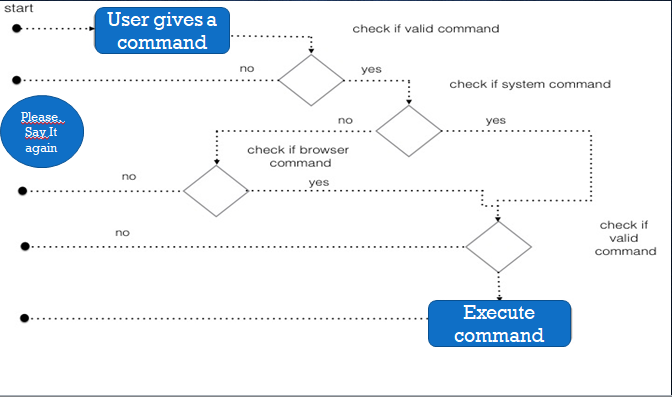 start
User gives a
command
check if valid command
no
yes
check if system command
Please,
Say It
again
no
yes
check if browser
command
no
yes
check if
valid
command
no
Execute
command